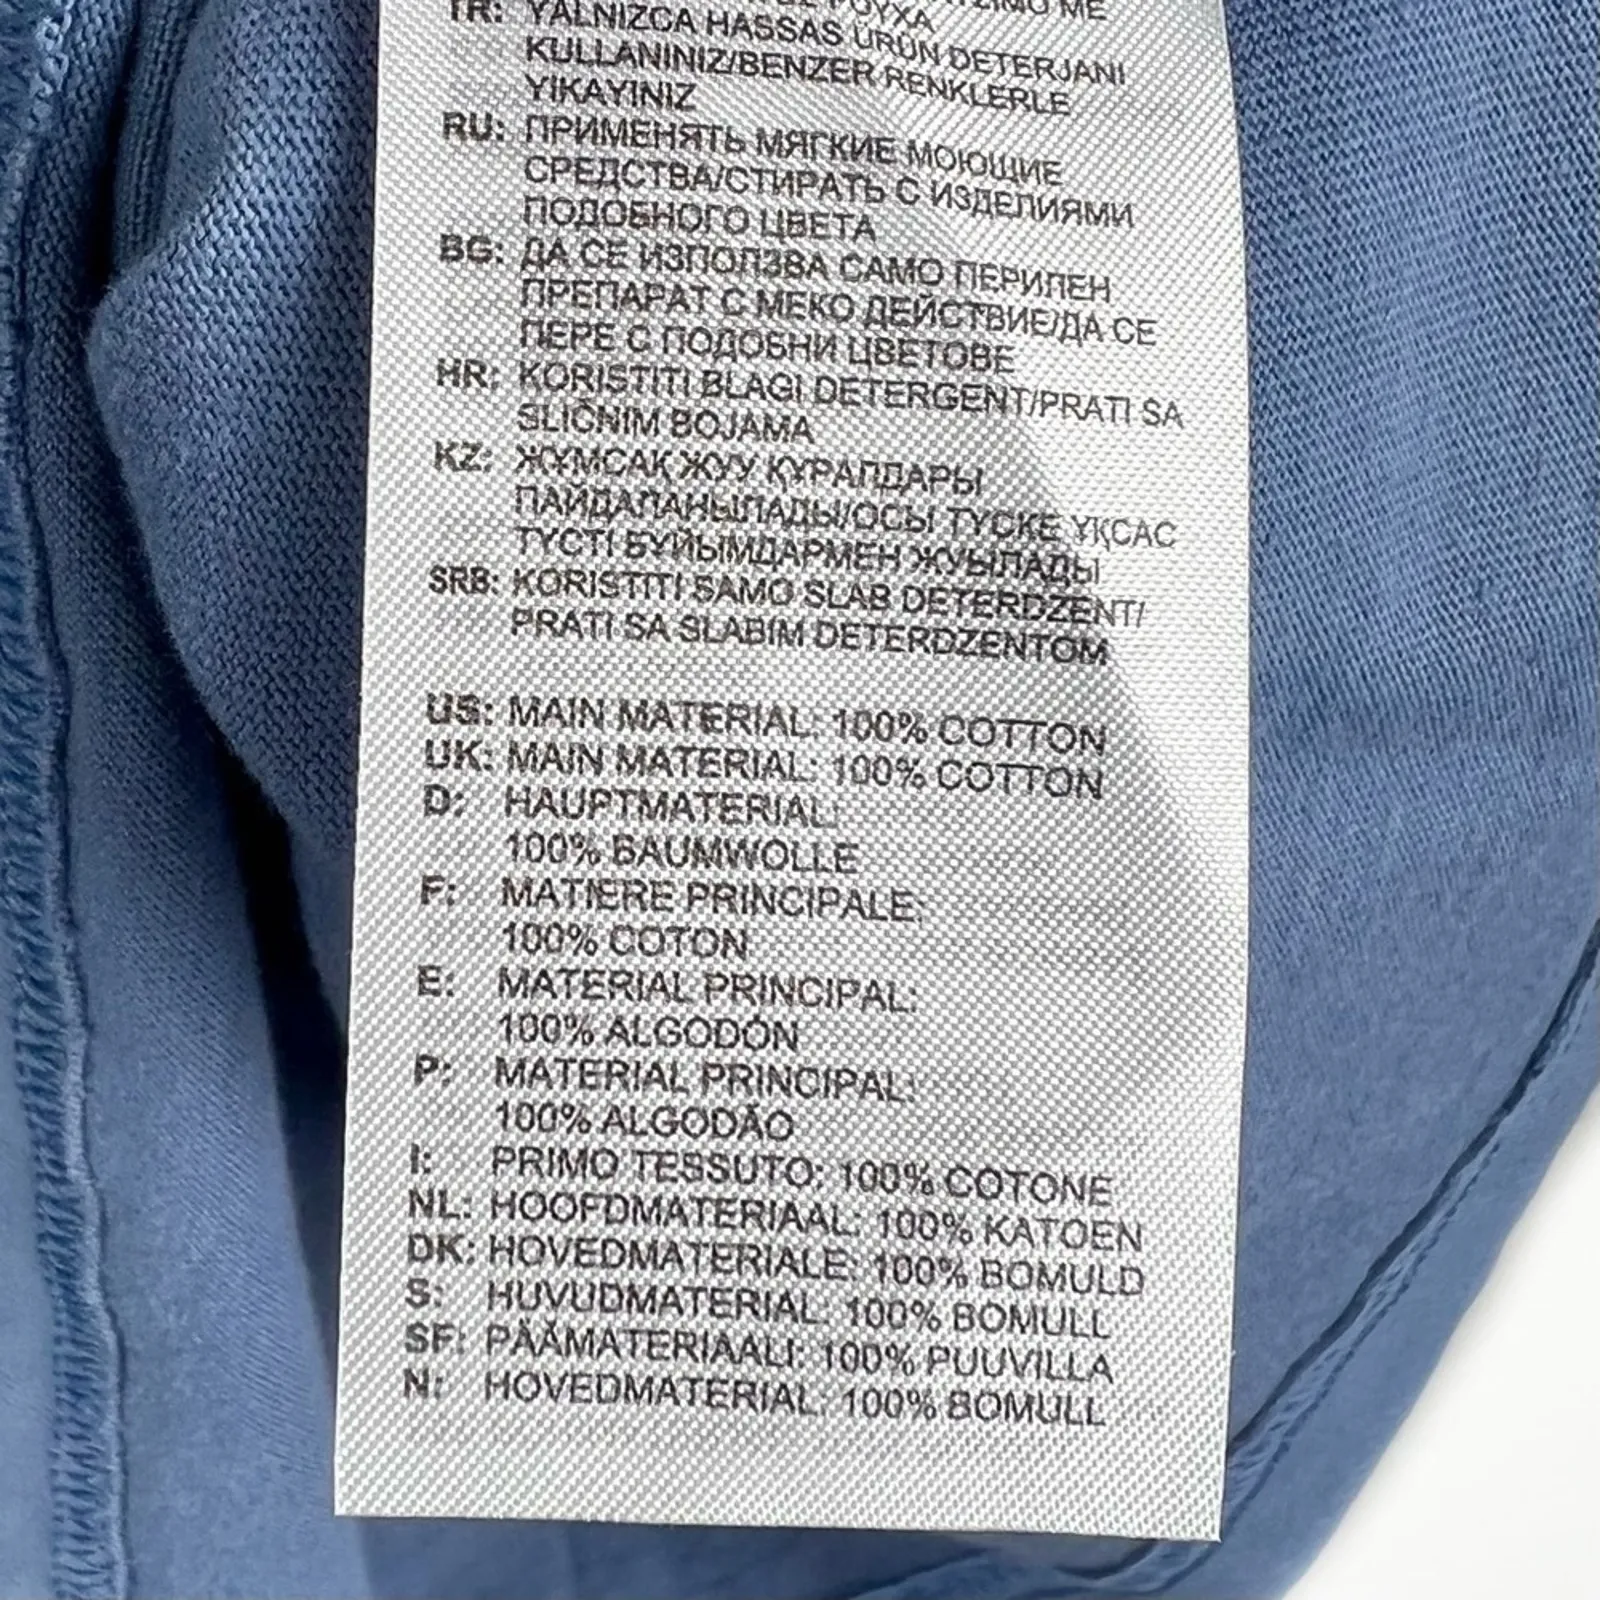 ΡΟΥΧΑ
TR: YALNIZCA HASSAS ÜRÜN DETERJANI
KULLANINIZ/BENZER RENKLERLE
YIKAYINIZ
RU: ПРИМЕНЯТЬ МЯГКИЕ МОЮЩИЕ
СРЕДСТВА/СТИРАТЬ С ИЗДЕЛИЯМИ
ПОДОБНОГО ЦВЕТА
BG: ДА СЕ ИЗПОЛЗВА САМО ПЕРИЛЕН
ПРЕПАРАТ С МЕКО ДЕЙСТВИЕ/ДА СЕ
ПЕРЕ С ПОДОБНИ ЦВЕТОВЕ
HR: KORISTITI BLAGI DETERGENT/PRATI SA
SLIČNIM BOJAMA
KZ: ЖҰМСАҚ ЖУУ ҚҰРАЛДАРЫ
ПАЙДАЛАНЫЛАДЫ/ОСЫ ТҮСКЕ ҮҚСАС
ТҮСТІ БҰЙЫМДАРМЕН ЖУЫЛАДЫ
SRB: KORISTITI SAMO SLAB DETERDZENT/
PRATI SA SLABIM DETERDZENTOM
US: MAIN MATERIAL: 100% COTTON
UK: MAIN MATERIAL: 100% COTTON
D: HAUPTMATERIAL:
100% BAUMWOLLE
F: MATIERE PRINCIPALE:
100% COTON
E: MATERIAL PRINCIPAL:
100% ALGODÓN
P: MATERIAL PRINCIPAL:
100% ALGODÃO
I: PRIMO TESSUTO: 100% COTONE
NL: HOOFDMATERIAAL: 100% KATOEN
DK: HOVEDMATERIALE: 100% BOMULD
S: HUVUDMATERIAL: 100% BOMULL
SF: PÄÄMATERIAALI: 100% PUUVILLA
N: HOVEDMATERIAL: 100% BOMULL